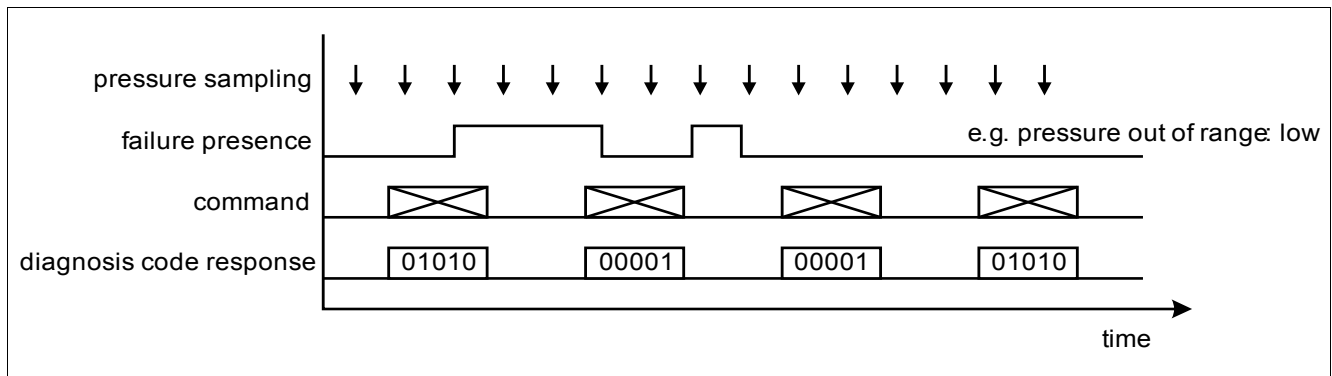 pressure sampling
failure presence
e.g. pressure out of range: low
command
diagnosis code response
01010
00001
00001
01010
time